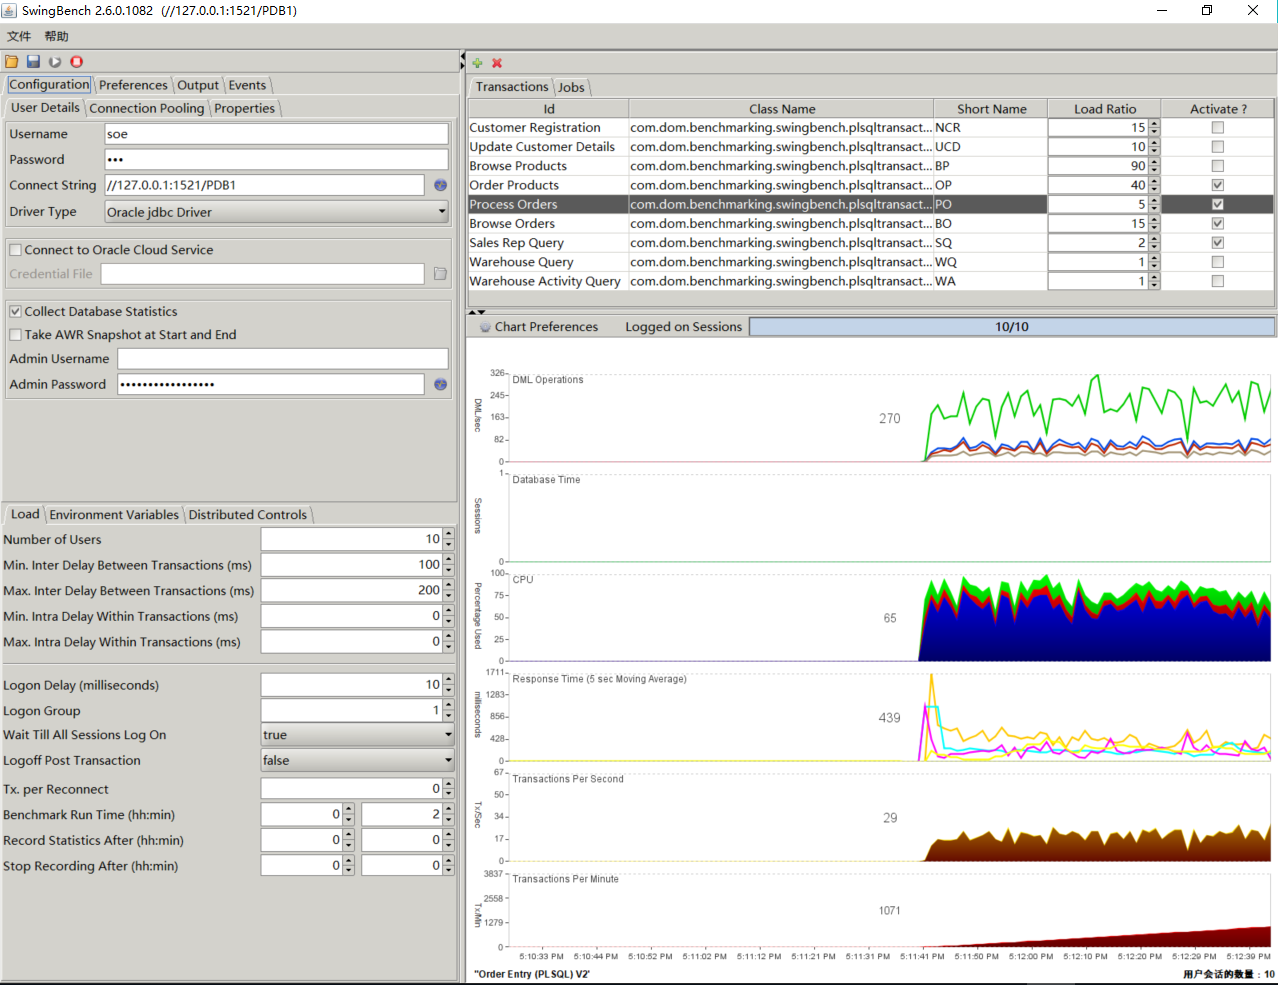 SwingBench 2.6.0.1082 (//127.0.0.1:1521/PDB1)
文件 帮助
Configuration Preferences Output Events
User Details Connection Pooling Properties
Username soe
Password •••
Connect String //127.0.0.1:1521/PDB1
Driver Type Oracle jdbc Driver
Connect to Oracle Cloud Service
Credential File
Collect Database Statistics
Take AWR Snapshot at Start and End
Admin Username
Admin Password •••••••••••••••••
Load Environment Variables Distributed Controls
Number of Users 10
Min. Inter Delay Between Transactions (ms) 100
Max. Inter Delay Between Transactions (ms) 200
Min. Intra Delay Within Transactions (ms) 0
Max. Intra Delay Within Transactions (ms) 0
Logon Delay (milliseconds) 10
Logon Group 1
Wait Till All Sessions Log On true
Logoff Post Transaction false
Tx. per Reconnect 0
Benchmark Run Time (hh:min) 0 2
Record Statistics After (hh:min) 0 0
Stop Recording After (hh:min) 0 0
Transactions Jobs
Id Class Name Short Name Load Ratio Activate ?
Customer Registration com.dom.benchmarking.swingbench.plsqltransact... NCR 15
Update Customer Details com.dom.benchmarking.swingbench.plsqltransact... UCD 10
Browse Products com.dom.benchmarking.swingbench.plsqltransact... BP 90
Order Products com.dom.benchmarking.swingbench.plsqltransact... OP 40
Process Orders com.dom.benchmarking.swingbench.plsqltransact... PO 5
Browse Orders com.dom.benchmarking.swingbench.plsqltransact... BO 15
Sales Rep Query com.dom.benchmarking.swingbench.plsqltransact... SQ 2
Warehouse Query com.dom.benchmarking.swingbench.plsqltransact... WQ 1
Warehouse Activity Query com.dom.benchmarking.swingbench.plsqltransact... WA 1
Chart Preferences Logged on Sessions 10/10
DML Operations
DML/sec
326
245
163
82
0
270
Database Time
Sessions
1
0
CPU
Percentage Used
100
75
50
25
0
65
Response Time (5 sec Moving Average)
milliseconds
1711
1283
856
428
0
439
Transactions Per Second
Tx/Sec
67
50
34
17
0
29
Transactions Per Minute
Tx/Min
3837
2558
1279
0
1071
5:10:33 PM 5:10:44 PM 5:10:52 PM 5:11:02 PM 5:11:12 PM 5:11:21 PM 5:11:31 PM 5:11:41 PM 5:11:50 PM 5:12:00 PM 5:12:10 PM 5:12:20 PM 5:12:29 PM 5:12:39 PM
"Order Entry (PLSQL) V2' 用户会话的数量 : 10